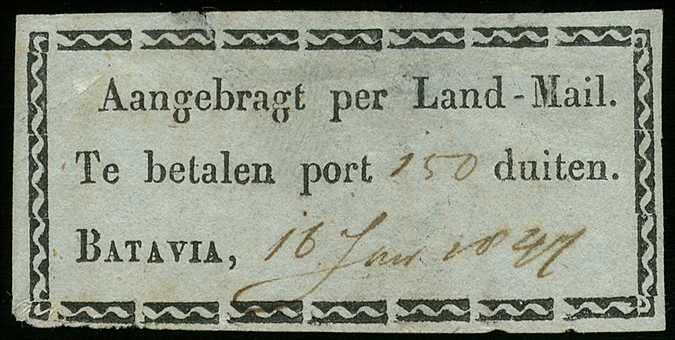 Aangebragt per Land-Mail.
Te betalen port 150 duiten.
BATAVIA, 16 Jan 1847